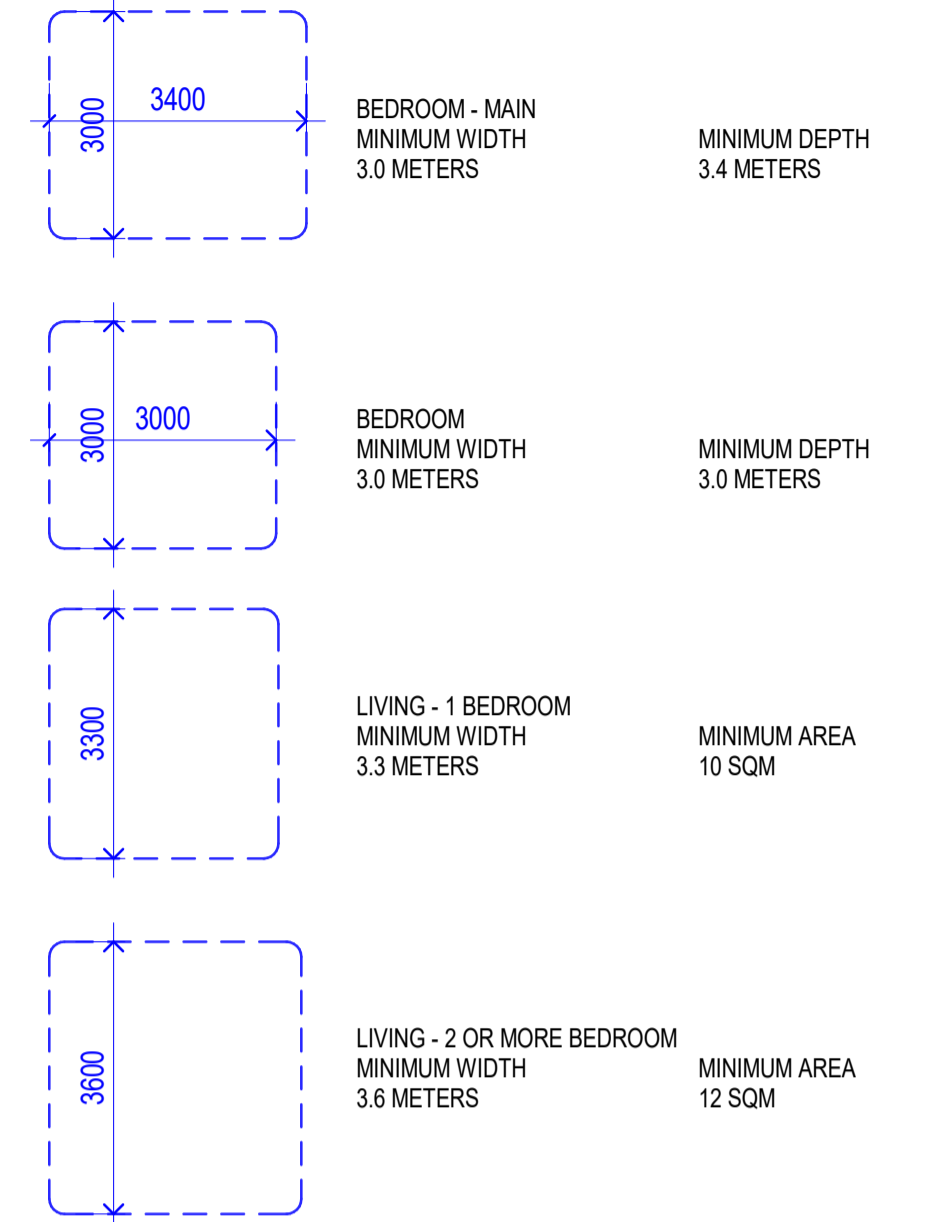 3400
3000
BEDROOM - MAIN
MINIMUM WIDTH
3.0 METERS
MINIMUM DEPTH
3.4 METERS
3000
3000
BEDROOM
MINIMUM WIDTH
3.0 METERS
MINIMUM DEPTH
3.0 METERS
3300
LIVING - 1 BEDROOM
MINIMUM WIDTH
3.3 METERS
MINIMUM AREA
10 SQM
3600
LIVING - 2 OR MORE BEDROOM
MINIMUM WIDTH
3.6 METERS
MINIMUM AREA
12 SQM